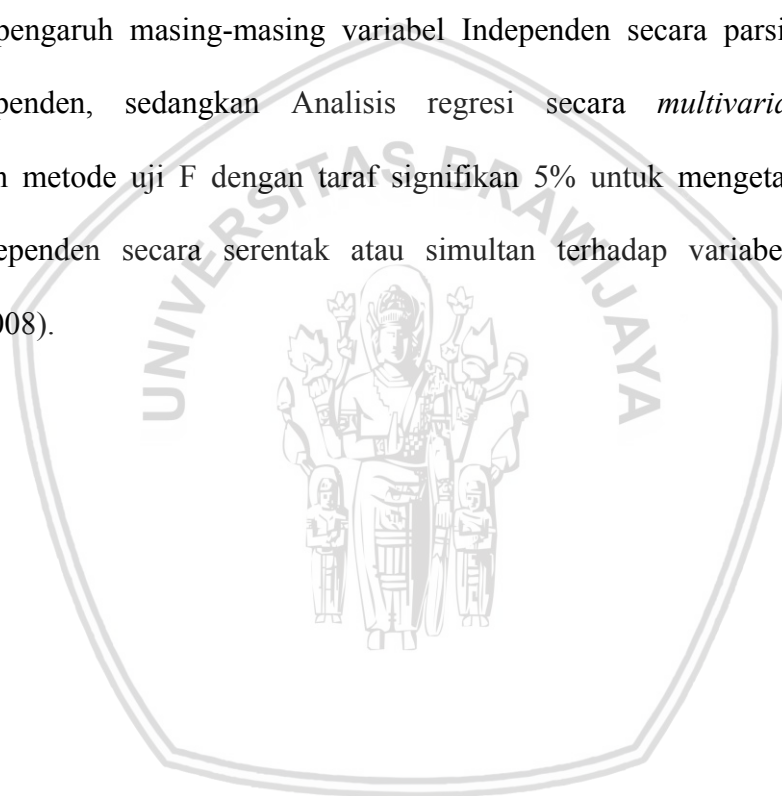 pengaruh masing-masing variabel Independen secara parsi
penden, sedangkan Analisis regresi secara multivaria
n metode uji F dengan taraf signifikan 5% untuk mengeta
ependen secara serentak atau simultan terhadap variabe
008).
UNIVERSITAS BRAWIJAYA